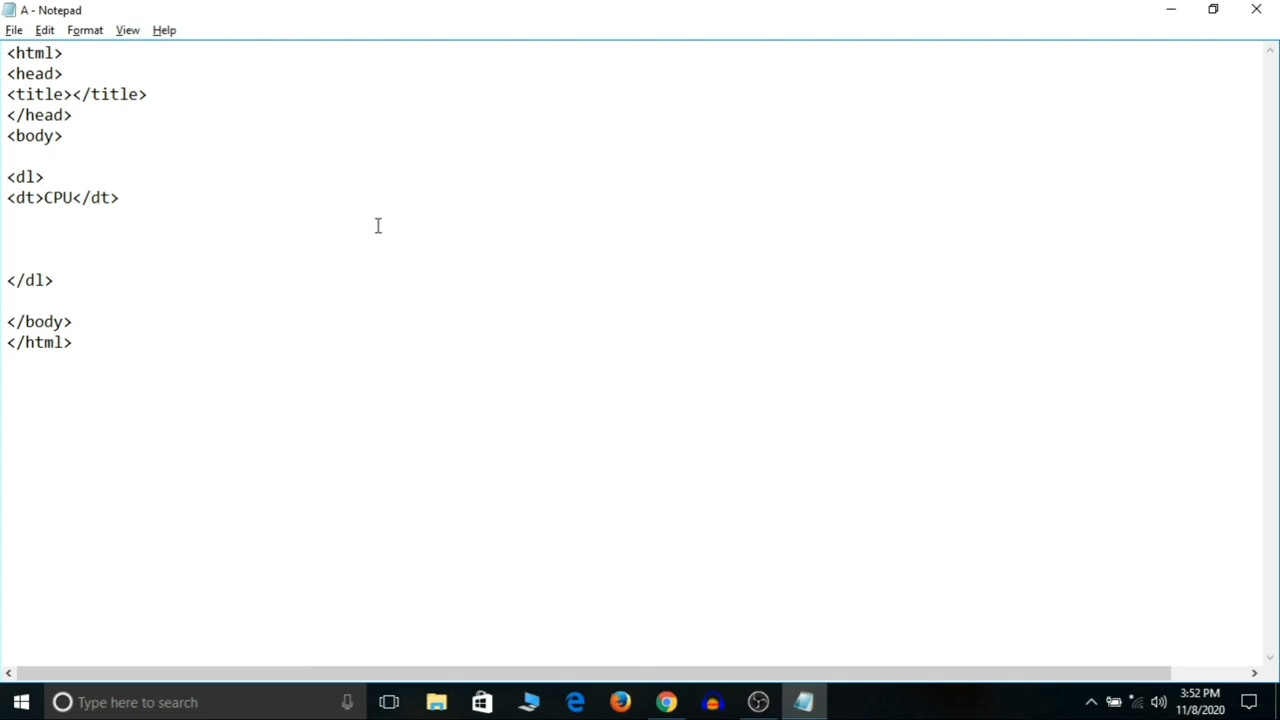 A - Notepad
File Edit Format View Help
<html>
<head>
<title></title>
</head>
<body>
<dl>
<dt>CPU</dt>
</dl>
</body>
</html>
Type here to search
3:52 PM
11/8/2020